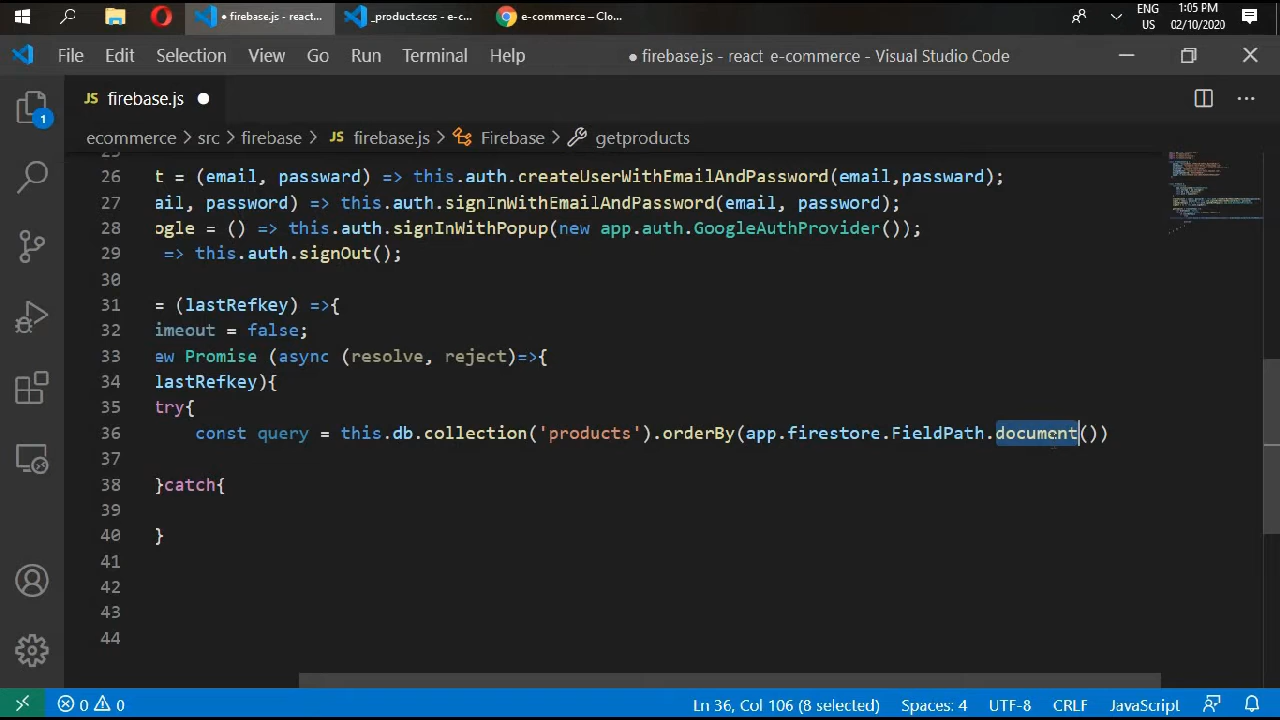 firebase.js - react...
_product.scss - e-c...
e-commerce - Clo...
ENG
US
1:05 PM
02/10/2020
File Edit Selection View Go Run Terminal Help
● firebase.js - react e-commerce - Visual Studio Code
JS firebase.js
ecommerce > src > firebase > JS firebase.js > Firebase > getproducts
1
25
26 t = (email, passward) => this.auth.createUserWithEmailAndPassword(email,passward);
27 ail, password) => this.auth.signInWithEmailAndPassword(email, password);
28 ogle = () => this.auth.signInWithPopup(new app.auth.GoogleAuthProvider());
29 => this.auth.signOut();
30
31 = (lastRefkey) =>{
32 imeout = false;
33 ew Promise (async (resolve, reject)=>{
34 lastRefkey){
35 try{
36 const query = this.db.collection('products').orderBy(app.firestore.FieldPath.document())
37
38 }catch{
39
40 }
41
42
43
44
0 0 Ln 36, Col 106 (8 selected) Spaces: 4 UTF-8 CRLF JavaScript